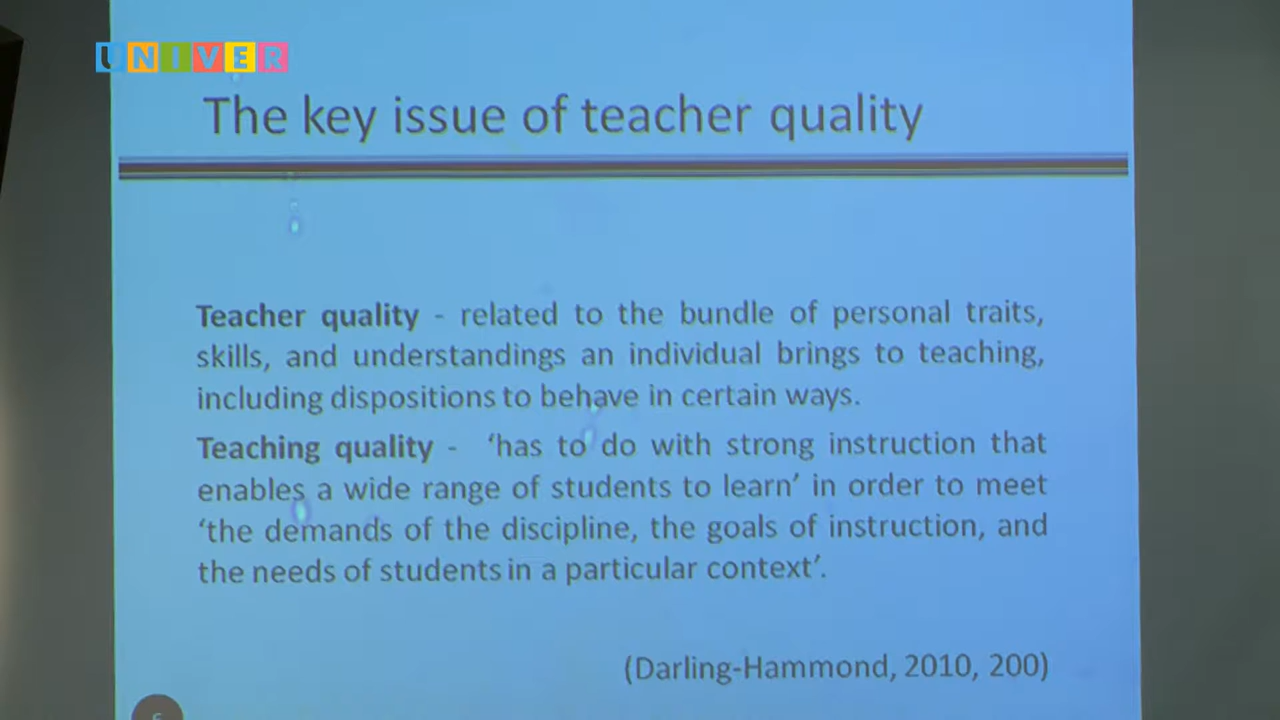 UNIVER
The key issue of teacher quality
Teacher quality - related to the bundle of personal traits,
skills, and understandings an individual brings to teaching,
including dispositions to behave in certain ways.
Teaching quality - ‘has to do with strong instruction that
enables a wide range of students to learn’ in order to meet
‘the demands of the discipline, the goals of instruction, and
the needs of students in a particular context’.
(Darling-Hammond, 2010, 200)